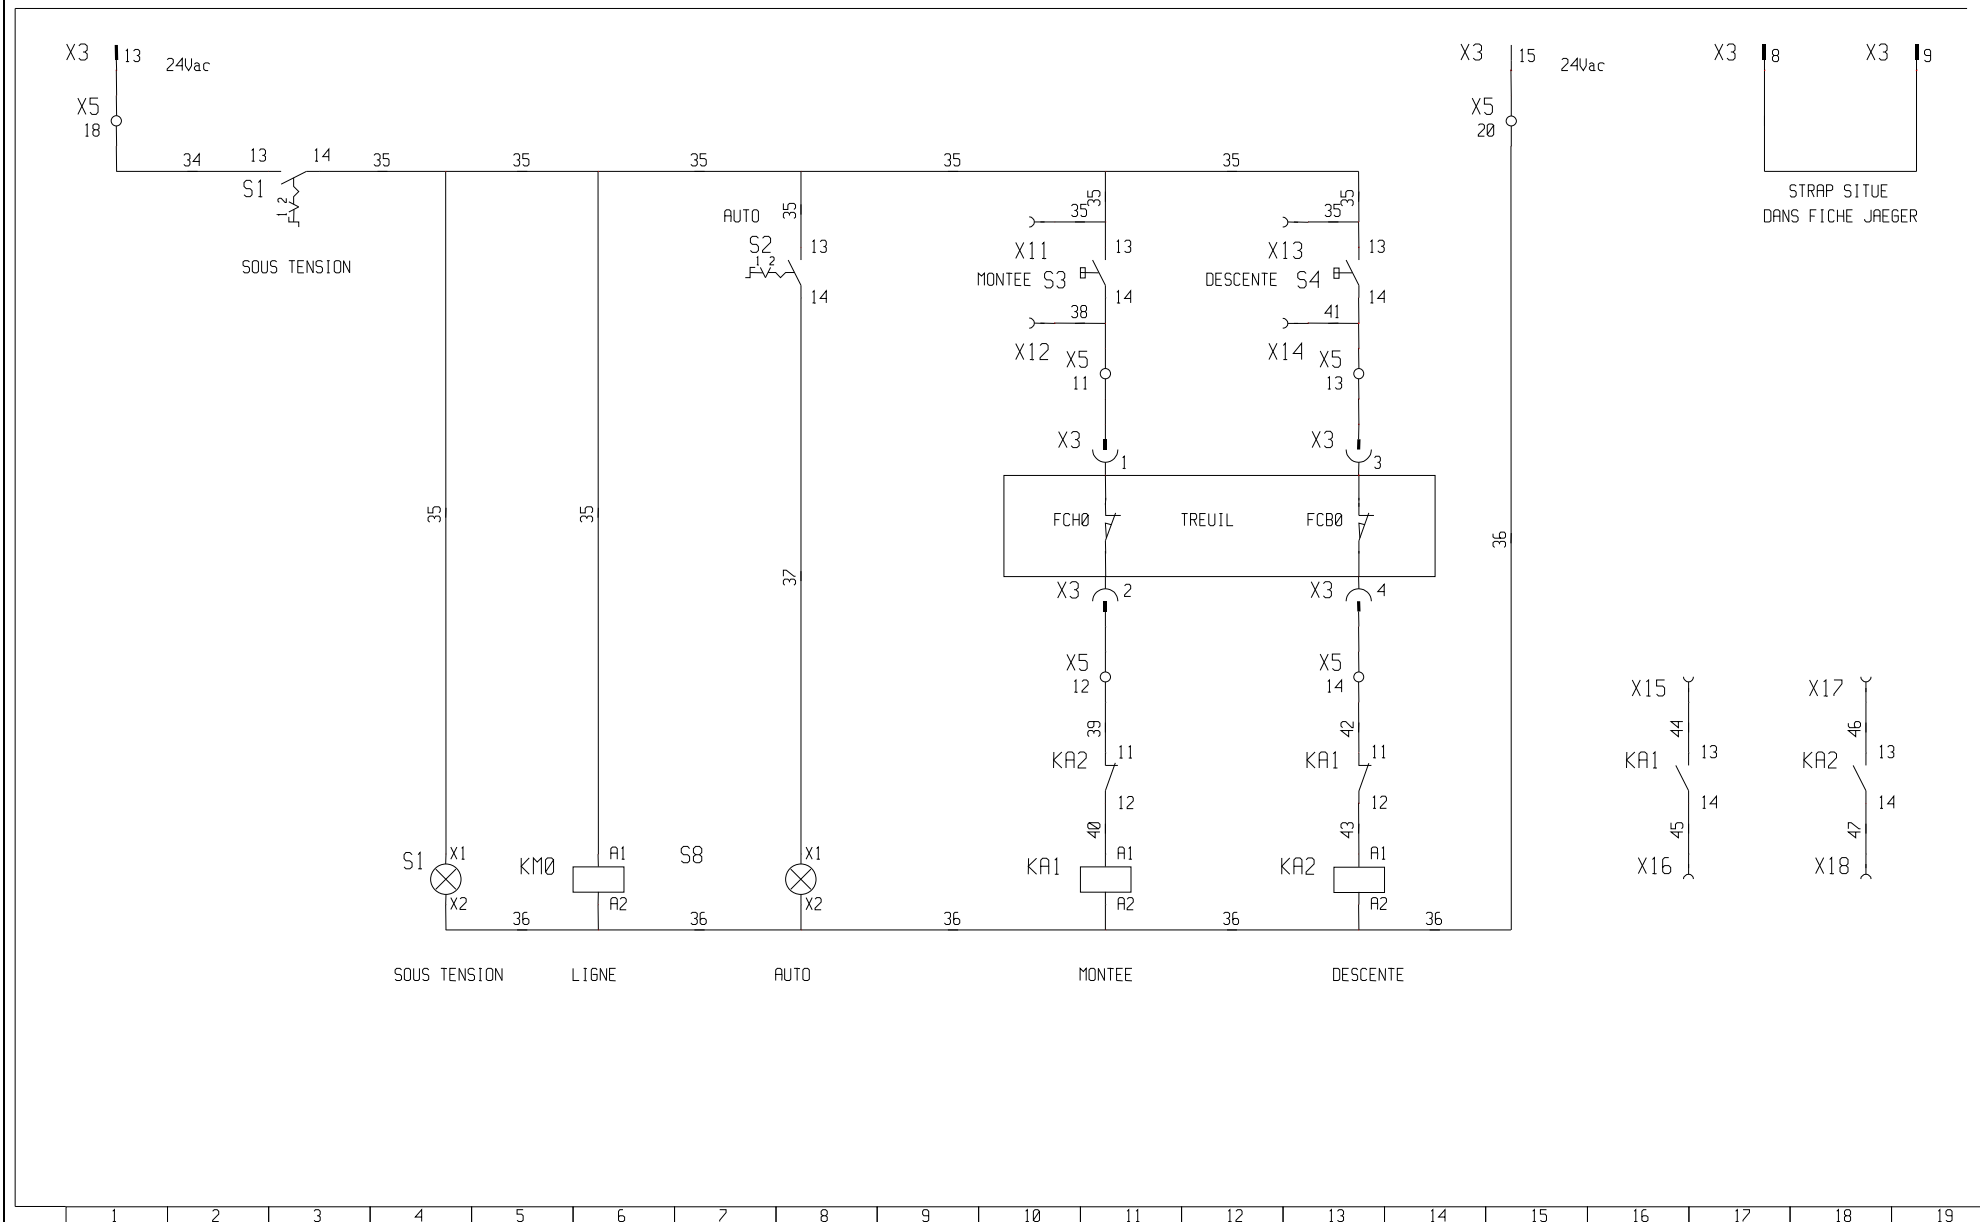 X3 13 24Vac X3 15 24Vac X3 8 X3 9
X5 X5
18 20
34 13 14 35 35 35 35 35
S1 1 2 35 35 35 STRAP SITUE
AUTO 35 35 DANS FICHE JAEGER
S2 13 X11 13 X13 13
SOUS TENSION 1 2 MONTEE S3 DESCENTE S4
14 14 14
38 41
X12 X5 X14 X5
11 13
X3 X3
1 3
35 35 FCH0 TREUIL FCB0 36
37 X3 2 X3 4
X5 X5
12 14 X15 X17
39 42 44 46
KA2 11 KA1 11 KA1 13 KA2 13
12 12 14 14
40 43 45 47
S1 X1 KM0 A1 S8 X1 KA1 A1 KA2 A1 X16 X18
X2 A2 X2 A2 A2
36 36 36 36 36
SOUS TENSION LIGNE AUTO MONTEE DESCENTE
1 2 3 4 5 6 7 8 9 10 11 12 13 14 15 16 17 18 19